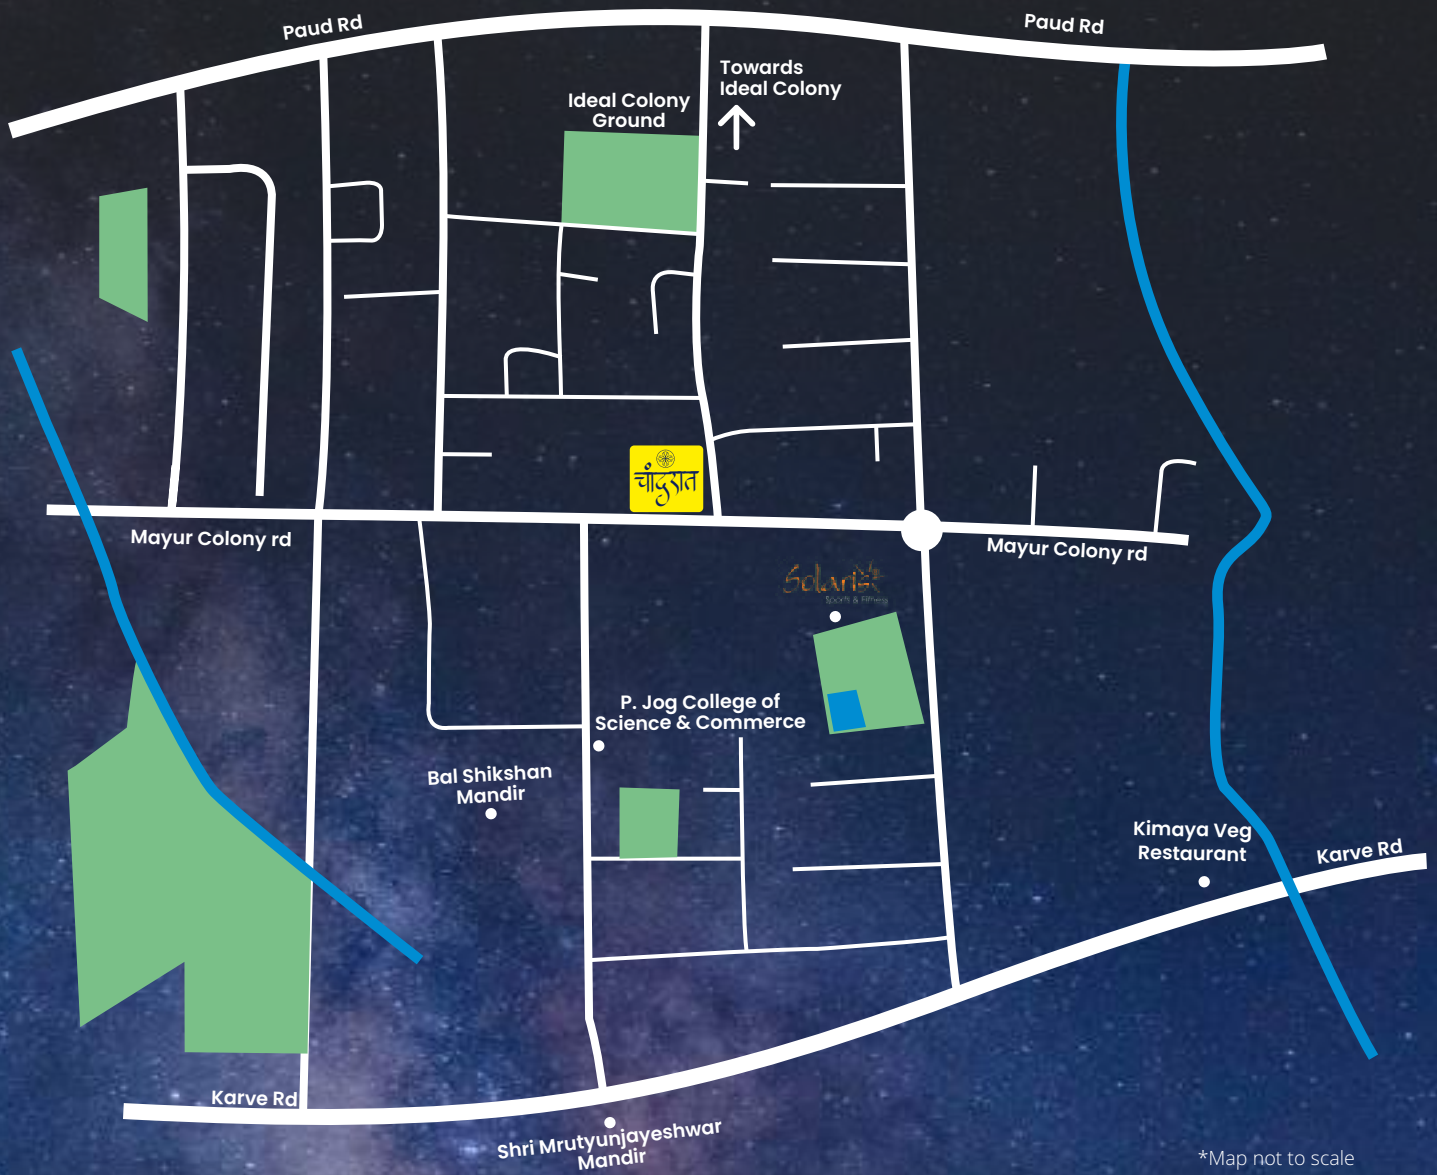 Paud Rd
Paud Rd
Towards
Ideal Colony
Ideal Colony
Ground
चांदरात
Mayur Colony rd
Mayur Colony rd
Solaris
Sports & Fitness
P. Jog College of
Science & Commerce
Bal Shikshan
Mandir
Kimaya Veg
Restaurant
Karve Rd
Karve Rd
Shri Mrutyunjayeshwar
Mandir
*Map not to scale